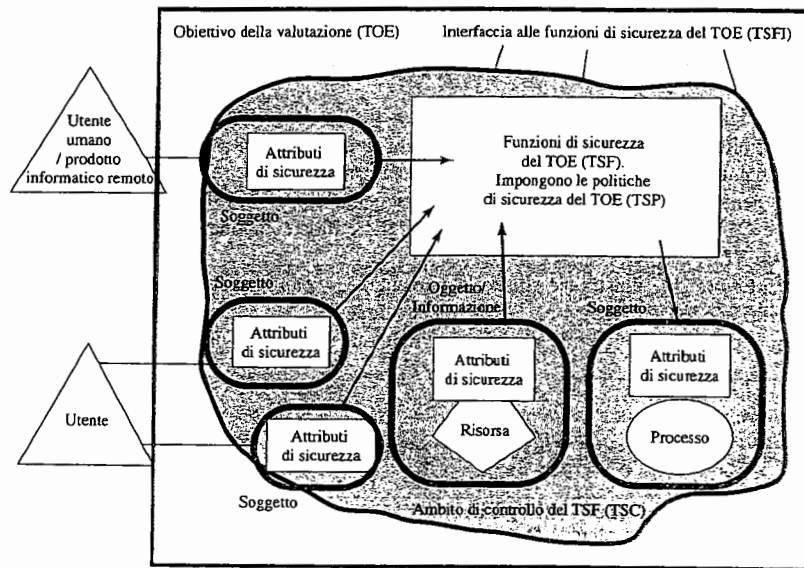 Obiettivo della valutazione (TOE)
Interfaccia alle funzioni di sicurezza del TOE (TSFI)
Utente
umano
/ prodotto
informatico remoto
Attributi
di sicurezza
Soggetto
Funzioni di sicurezza
del TOE (TSF).
Impongono le politiche
di sicurezza del TOE (TSP)
Soggetto
Attributi
di sicurezza
Oggetto/
Informazione
Attributi
di sicurezza
Risorsa
Soggetto
Attributi
di sicurezza
Processo
Utente
Attributi
di sicurezza
Soggetto
Ambito di controllo del TSF (TSC)